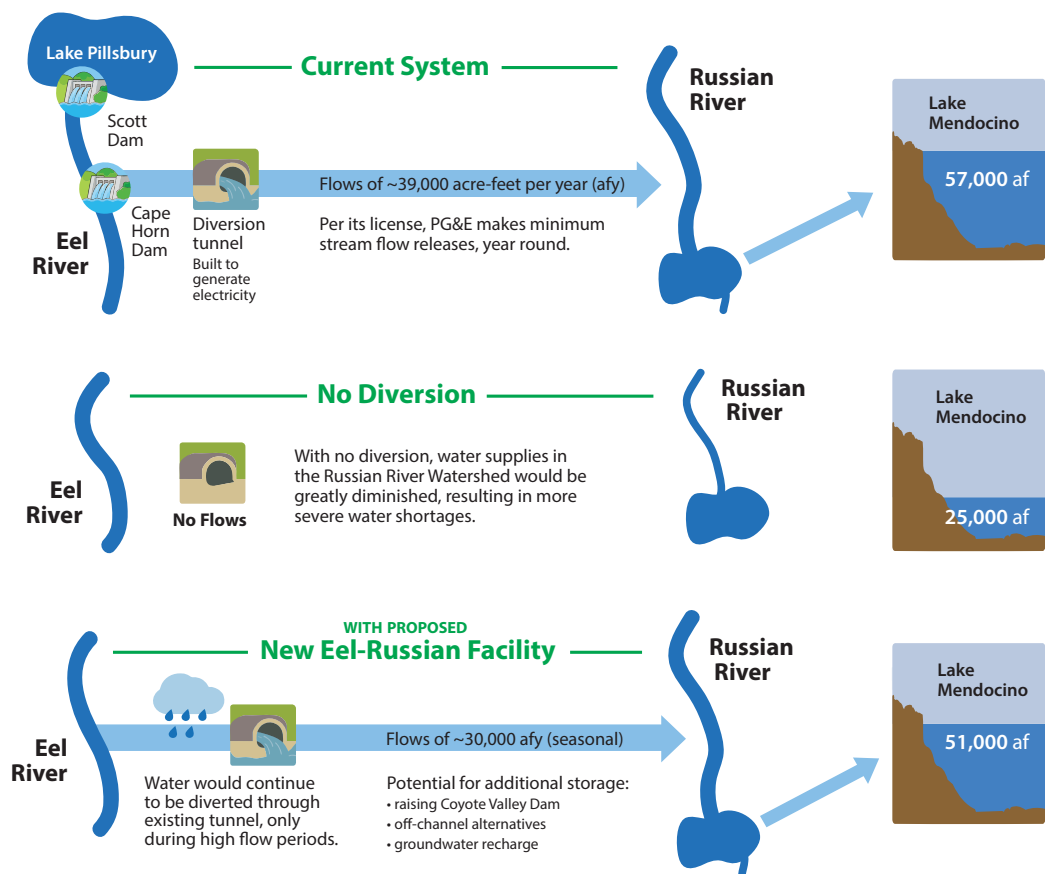 Lake Pillsbury
Current System
Scott
Dam
Russian
River
Lake
Mendocino
57,000 af
Flows of ~39,000 acre-feet per year (afy)
Eel
River
Cape
Horn
Dam
Diversion
tunnel
Built to
generate
electricity
Per its license, PG&E makes minimum
stream flow releases, year round.
No Diversion
Russian
River
Lake
Mendocino
25,000 af
Eel
River
No Flows
With no diversion, water supplies in
the Russian River Watershed would be
greatly diminished, resulting in more
severe water shortages.
WITH PROPOSED
New Eel-Russian Facility
Russian
River
Lake
Mendocino
51,000 af
Eel
River
Flows of ~30,000 afy (seasonal)
Water would continue
to be diverted through
existing tunnel, only
during high flow periods.
Potential for additional storage:
• raising Coyote Valley Dam
• off-channel alternatives
• groundwater recharge